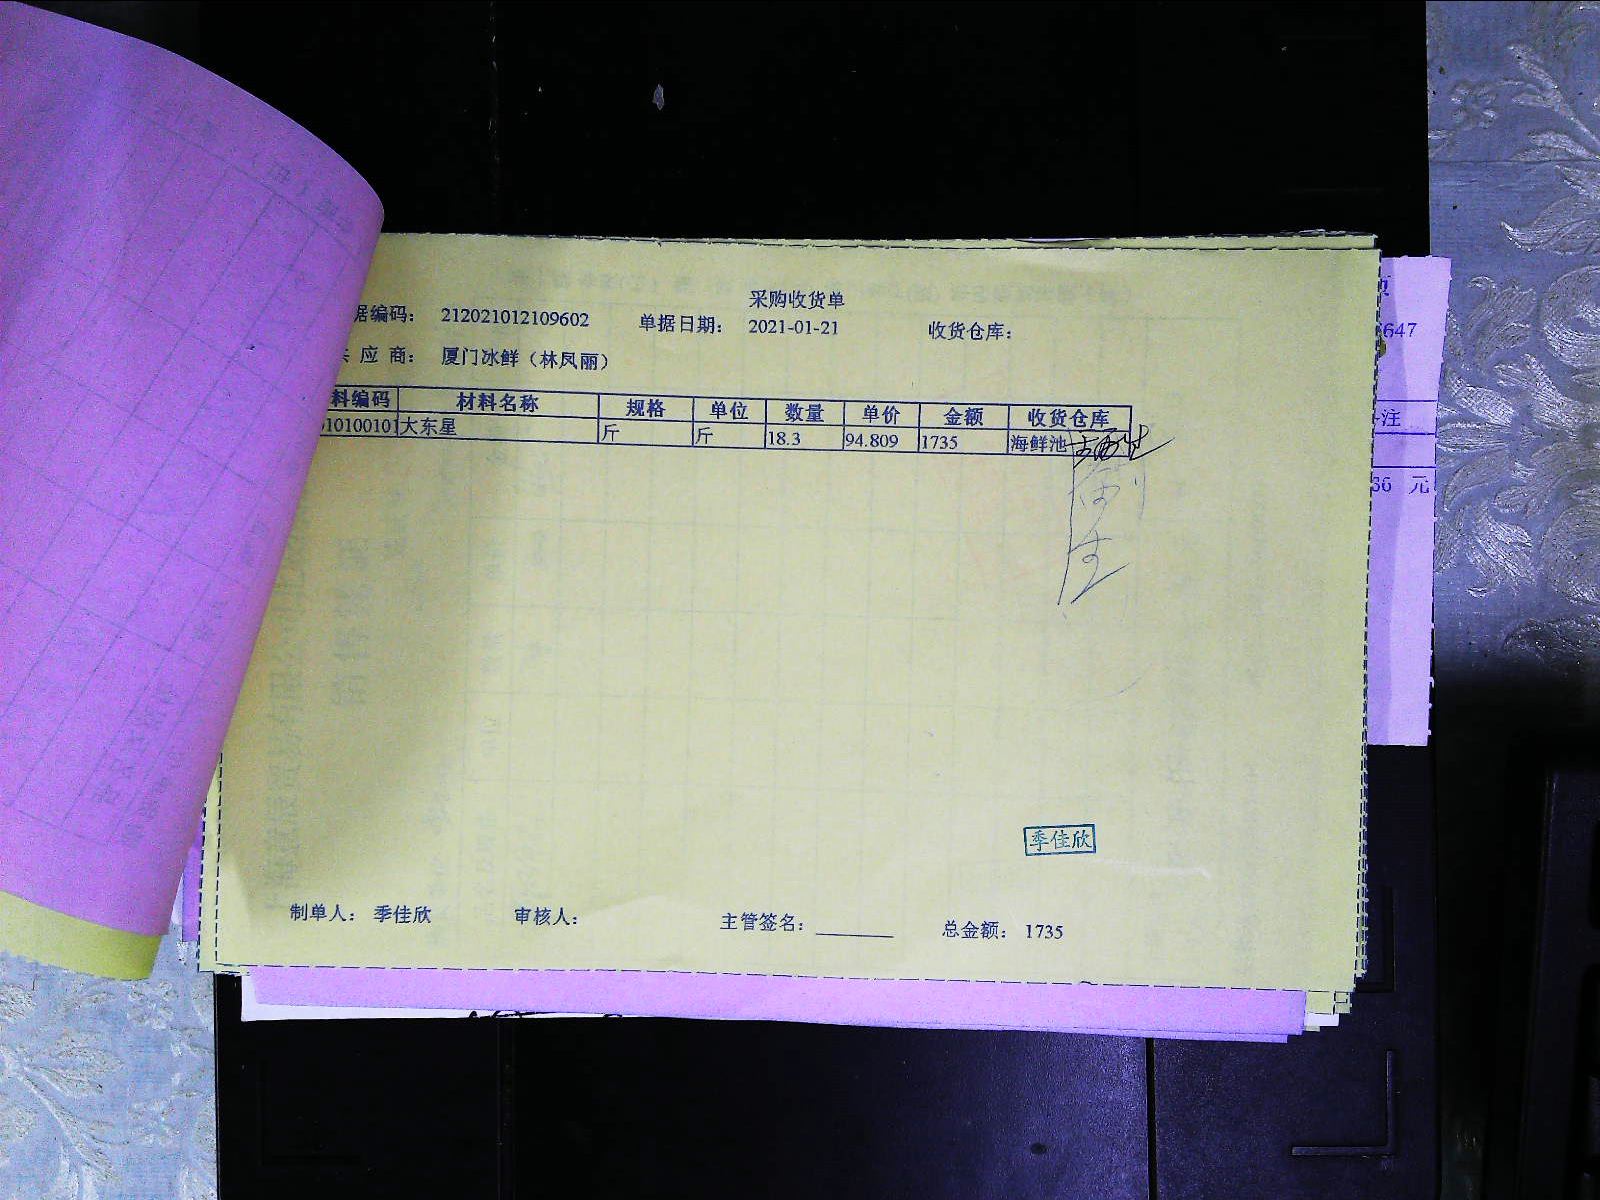 采购收货单
据编码： 212021012109602 单据日期： 2021-01-21 收货仓库：
应 商： 厦门冰鲜（林凤丽）
料编码 材料名称 规格 单位 数量 单价 金额 收货仓库
10100101 大东星 斤 斤 18.3 94.809 1735 海鲜池
647
注
36 元
季佳欣
制单人： 季佳欣 审核人： 主管签名： 总金额： 1735